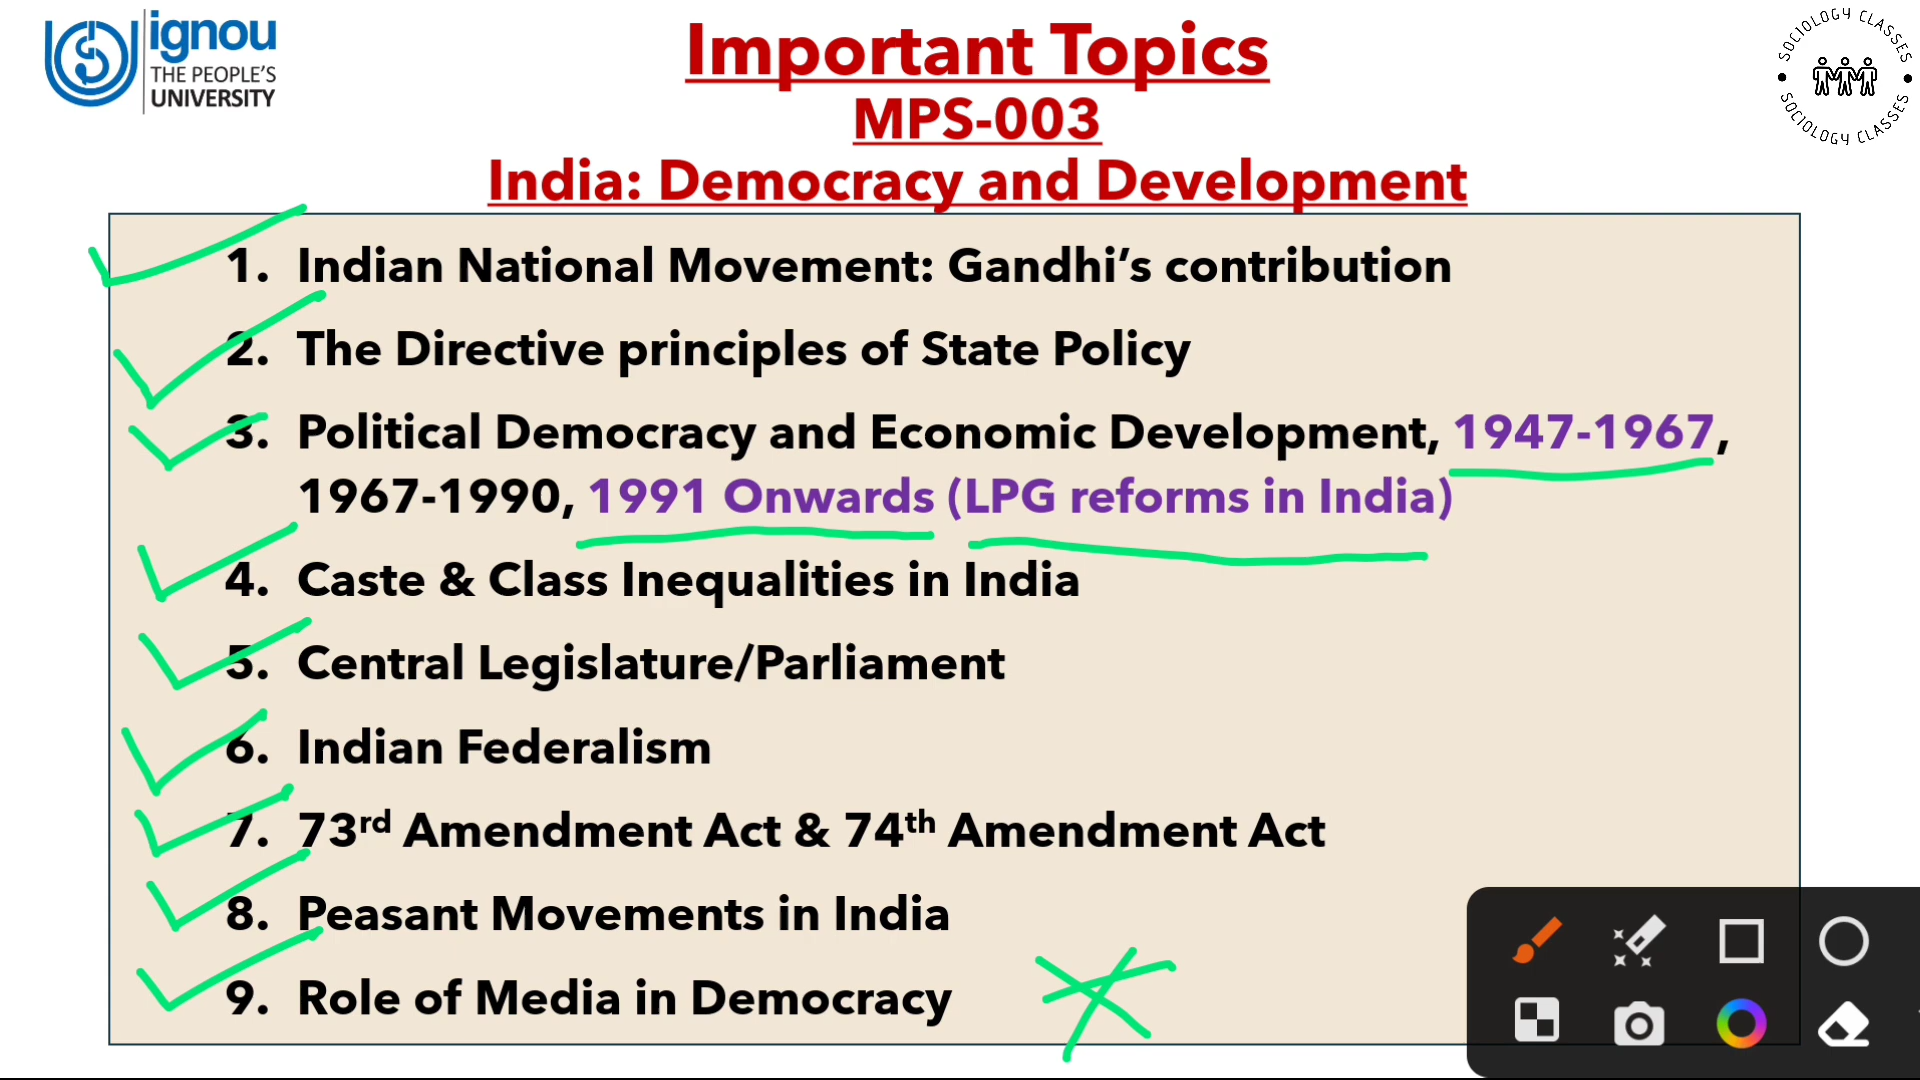 ignou
THE PEOPLE'S
UNIVERSITY
Important Topics
MPS-003
India: Democracy and Development
SOCIOLOGY CLASSES
SOCIOLOGY CLASSES
1. Indian National Movement: Gandhi’s contribution
2. The Directive principles of State Policy
3. Political Democracy and Economic Development, 1947-1967,
1967-1990, 1991 Onwards (LPG reforms in India)
4. Caste & Class Inequalities in India
5. Central Legislature/Parliament
6. Indian Federalism
7. 73rd Amendment Act & 74th Amendment Act
8. Peasant Movements in India
9. Role of Media in Democracy